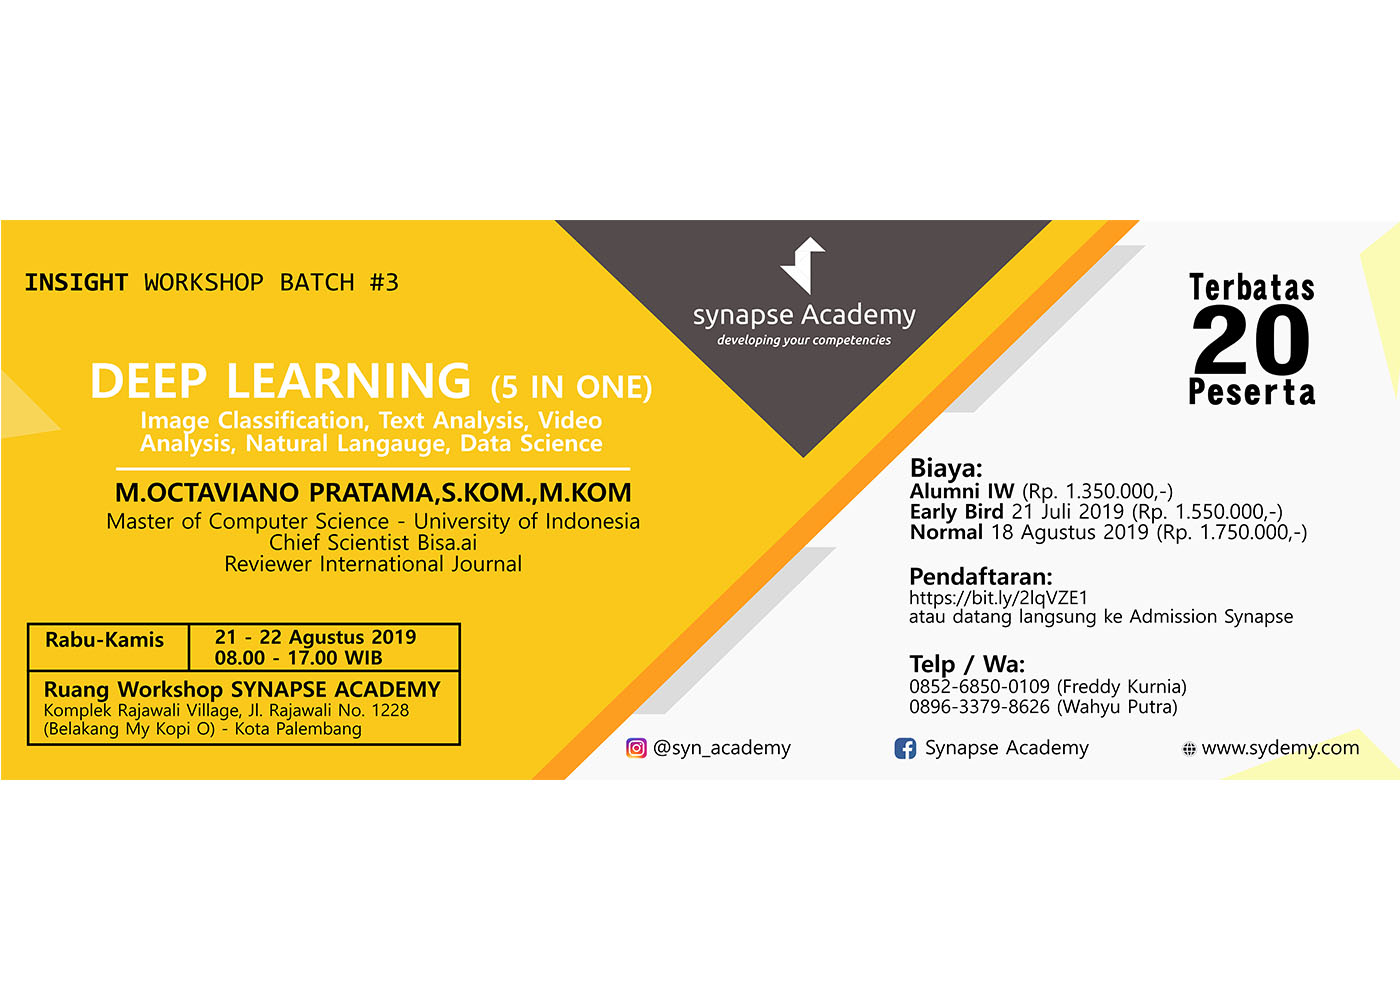 INSIGHT WORKSHOP BATCH #3
synapse Academy
developing your competencies
DEEP LEARNING (5 IN ONE)
Image Classification, Text Analysis, Video
Analysis, Natural Langauge, Data Science
M.OCTAVIANO PRATAMA,S.KOM.,M.KOM
Master of Computer Science - University of Indonesia
Chief Scientist Bisa.ai
Reviewer International Journal
Rabu-Kamis
21 - 22 Agustus 2019
08.00 - 17.00 WIB
Ruang Workshop SYNAPSE ACADEMY
Komplek Rajawali Village, Jl. Rajawali No. 1228
(Belakang My Kopi O) - Kota Palembang
Terbatas
20
Peserta
Biaya:
Alumni IW (Rp. 1.350.000,-)
Early Bird 21 Juli 2019 (Rp. 1.550.000,-)
Normal 18 Agustus 2019 (Rp. 1.750.000,-)
Pendaftaran:
https://bit.ly/2lqVZE1
atau datang langsung ke Admission Synapse
Telp / Wa:
0852-6850-0109 (Freddy Kurnia)
0896-3379-8626 (Wahyu Putra)
@syn_academy
Synapse Academy
www.sydemy.com